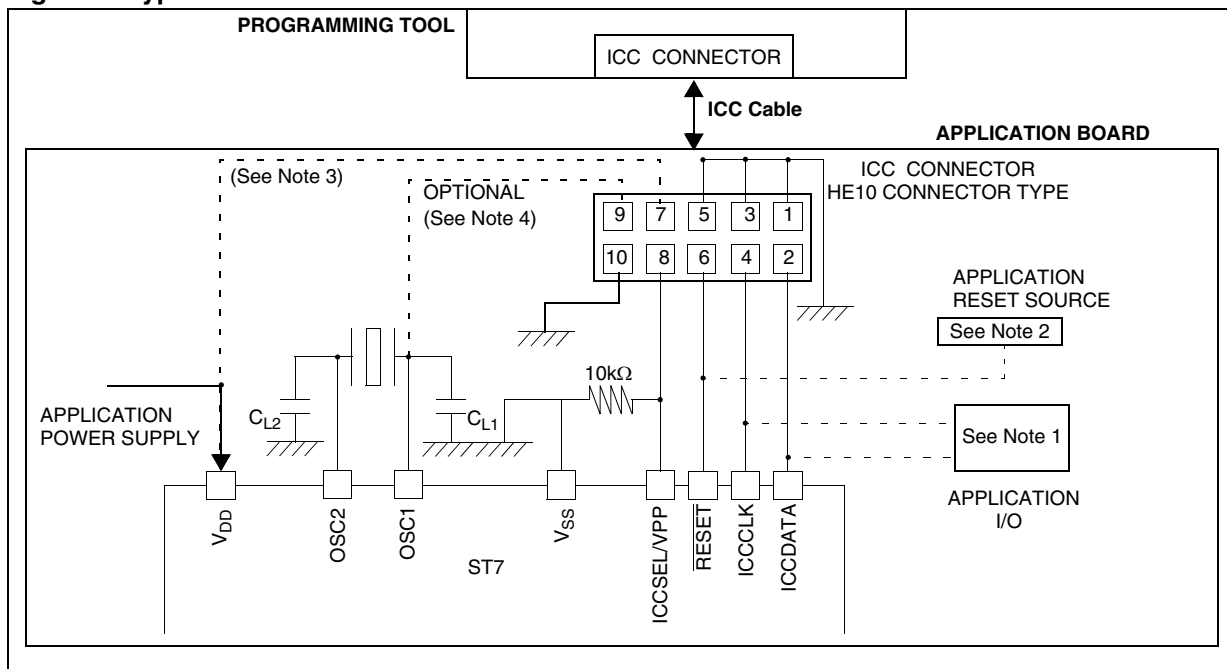 PROGRAMMING TOOL
ICC CONNECTOR
ICC Cable
APPLICATION BOARD
(See Note 3)
OPTIONAL
(See Note 4)
ICC CONNECTOR
HE10 CONNECTOR TYPE
9 7 5 3 1
10 8 6 4 2
APPLICATION
RESET SOURCE
See Note 2
10kΩ
APPLICATION
POWER SUPPLY
CL2
CL1
See Note 1
APPLICATION
I/O
VDD
OSC2
OSC1
VSS
ICCSEL/VPP
RESET
ICCCLK
ICCDATA
ST7